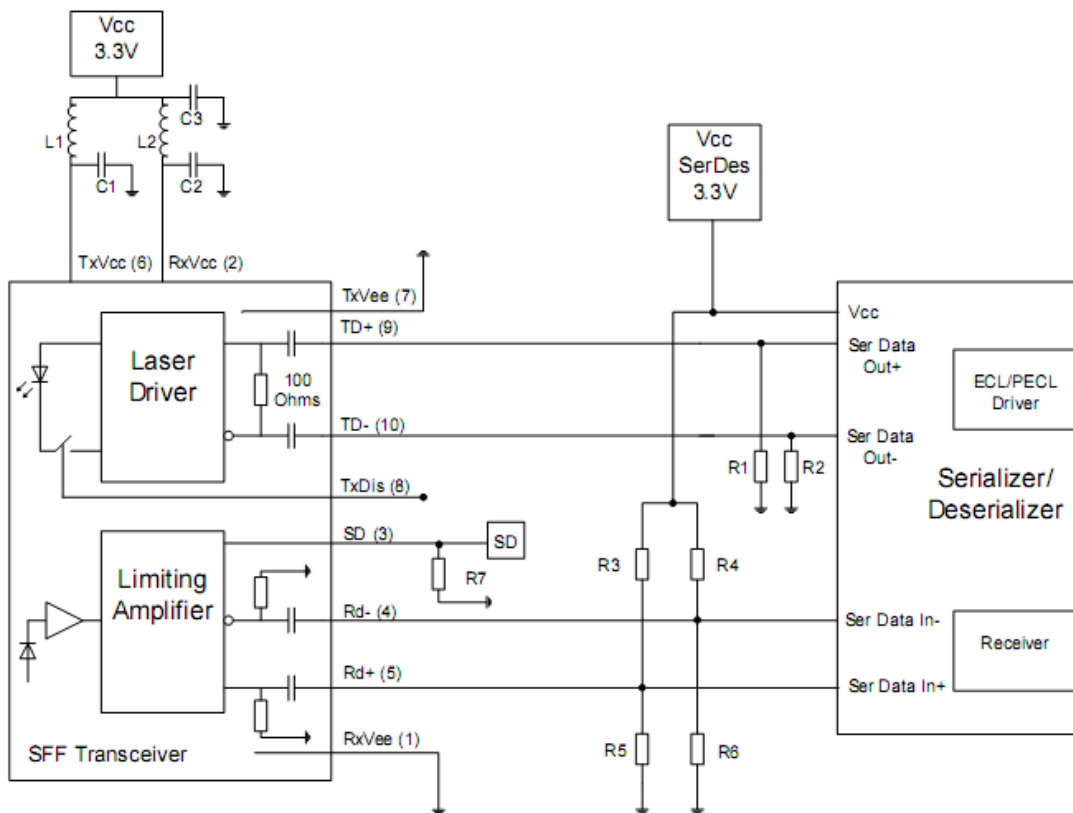 Vcc
3.3V
C3
L1
L2
C1
C2
Vcc
SerDes
3.3V
TxVcc (6)
RxVcc (2)
TxVee (7)
TD+ (9)
Laser
Driver
100
Ohms
TD- (10)
TxDis (8)
SD (3)
SD
R7
Limiting
Amplifier
Rd- (4)
Rd+ (5)
RxVee (1)
SFF Transceiver
R1
R2
R3
R4
R5
R6
Vcc
Ser Data
Out+
ECL/PECL
Driver
Ser Data
Out-
Serializer/
Deserializer
Ser Data In-
Receiver
Ser Data In+